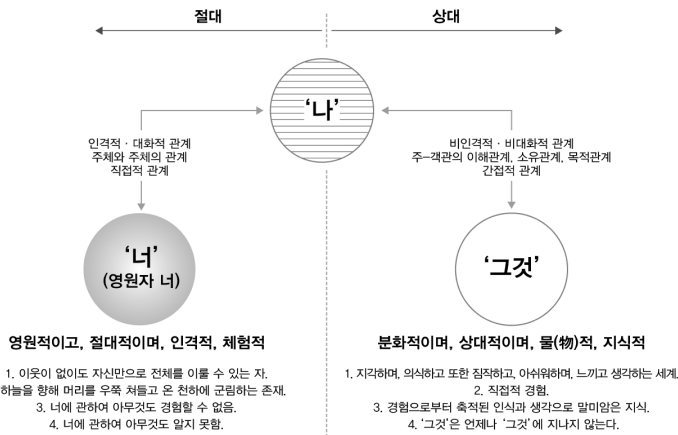 절대
상대
‘나’
인격적 · 대화적 관계
주체와 주체의 관계
직접적 관계
비인격적 · 비대화적 관계
주-객관의 이해관계, 소유관계, 목적관계
간접적 관계
‘너’
(영원자 너)
‘그것’
영원적이고, 절대적이며, 인격적, 체험적
1. 이웃이 없이도 자신만으로 전체를 이룰 수 있는 자.
하늘을 향해 머리를 우뚝 쳐들고 온 천하에 군림하는 존재.
3. 너에 관하여 아무것도 경험할 수 없음.
4. 너에 관하여 아무것도 알지 못함.
분화적이며, 상대적이며, 물(物)적, 지식적
1. 지각하며, 의식하고 또한 짐작하고, 아쉬워하며, 느끼고 생각하는 세계.
2. 직접적 경험.
3. 경험으로부터 축적된 인식과 생각으로 말미암은 지식.
4. ‘그것’은 언제나 ‘그것’에 지나지 않는다.